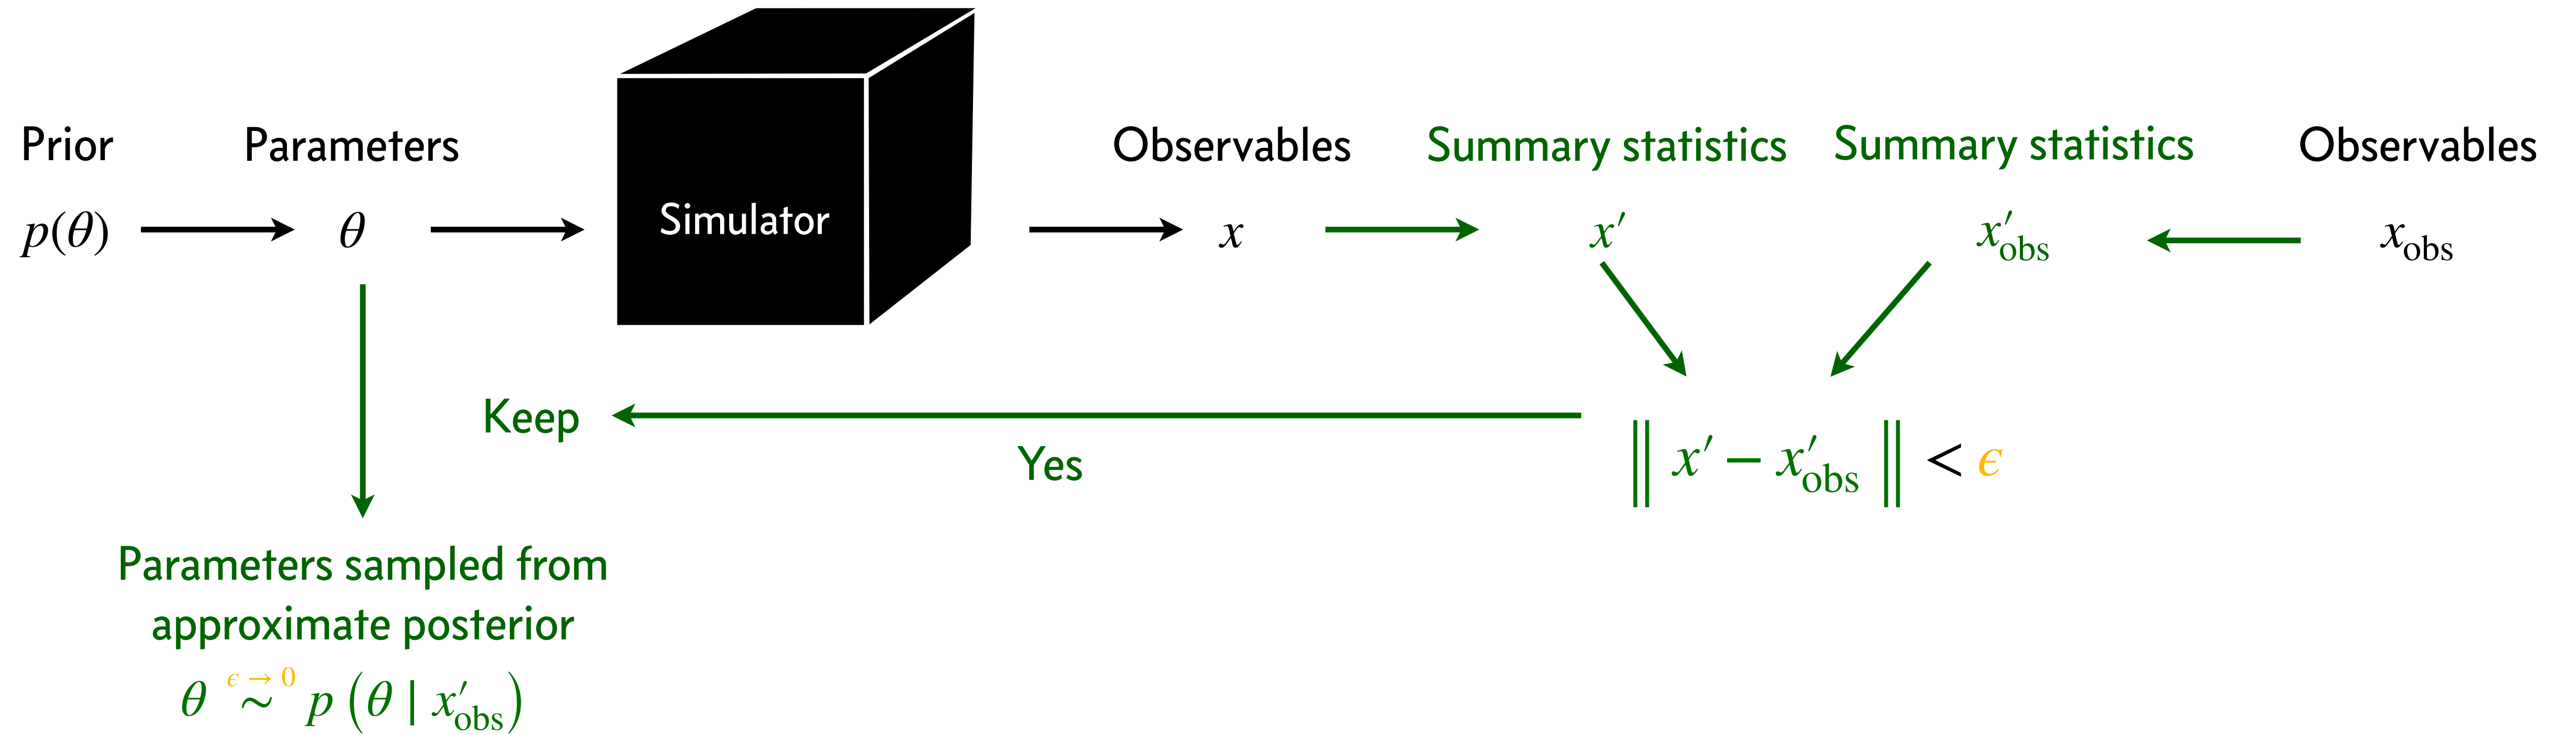 Prior
Parameters
Observables
Summary statistics
Summary statistics
Observables
p(θ)
θ
Simulator
x
x′
x′obs
xobs
Keep
Yes
‖ x′ − x′obs ‖ < ϵ
Parameters sampled from
approximate posterior
θ ϵ → 0 ∼ p (θ | x′obs)